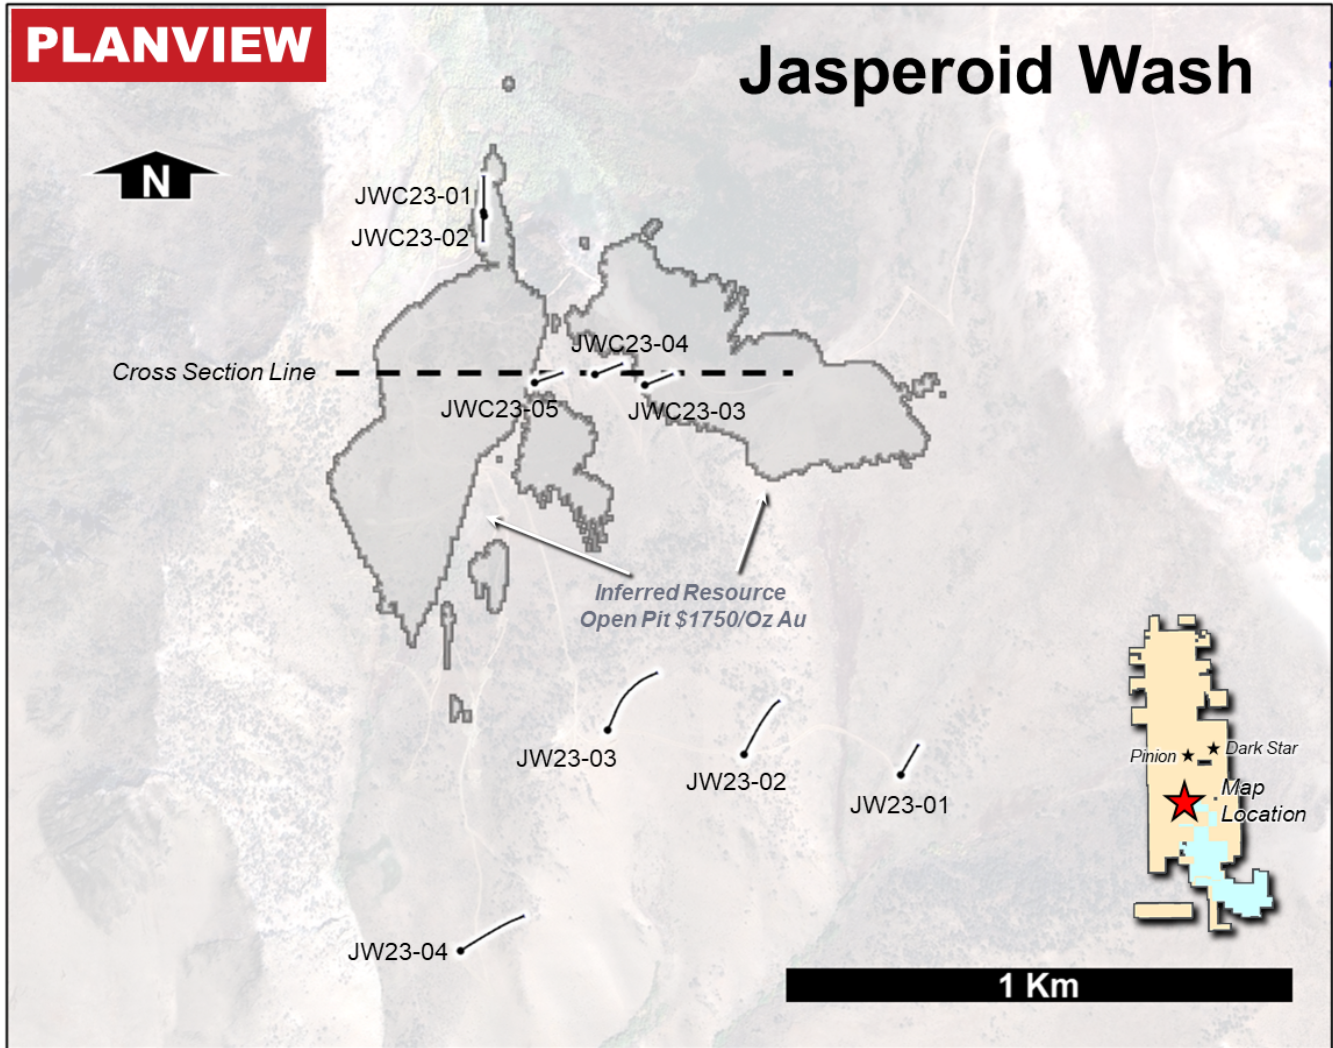 PLANVIEW
Jasperoid Wash
N
JWC23-01
JWC23-02
JWC23-04
Cross Section Line
JWC23-05
JWC23-03
Inferred Resource
Open Pit $1750/Oz Au
JW23-03
JW23-02
JW23-01
Pinion
Dark Star
Map
Location
JW23-04
1 Km